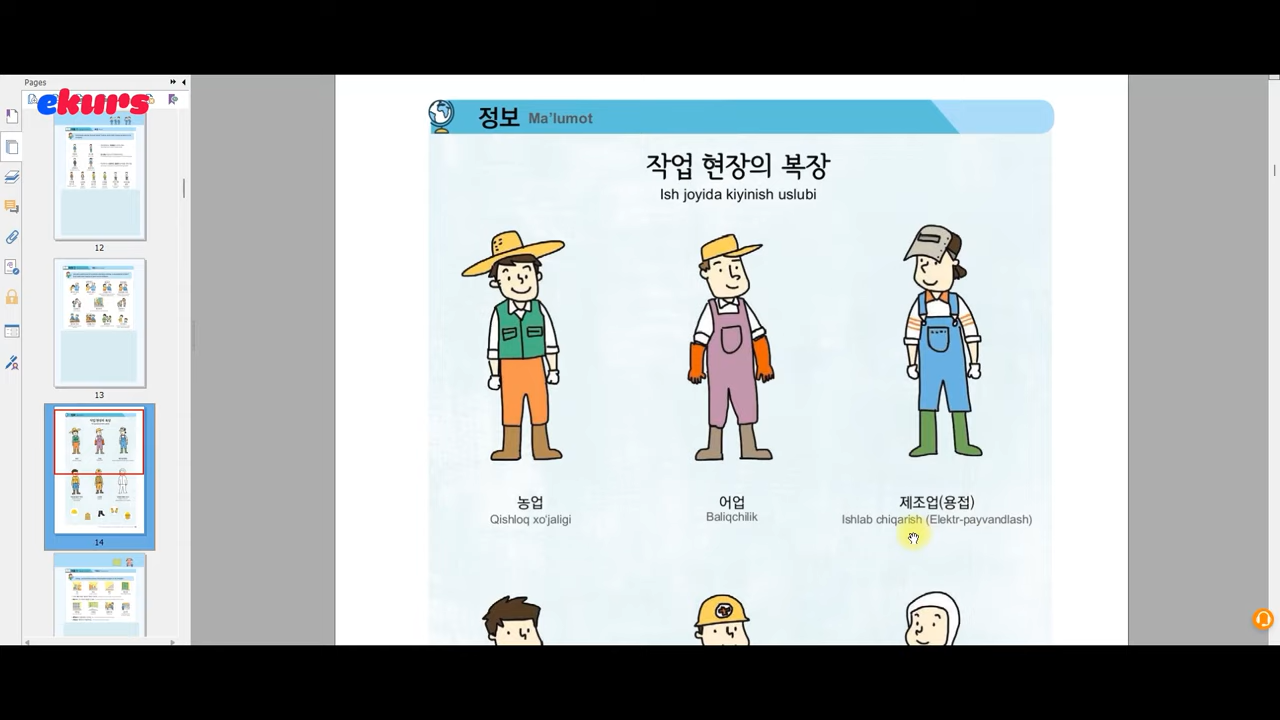 Pages
ekurs
12
13
14
정보 Ma'lumot
작업 현장의 복장
Ish joyida kiyinish uslubi
농업
Qishloq xo'jaligi
어업
Baliqchilik
제조업(용접)
Ishlab chiqarish (Elektr-payvandlash)